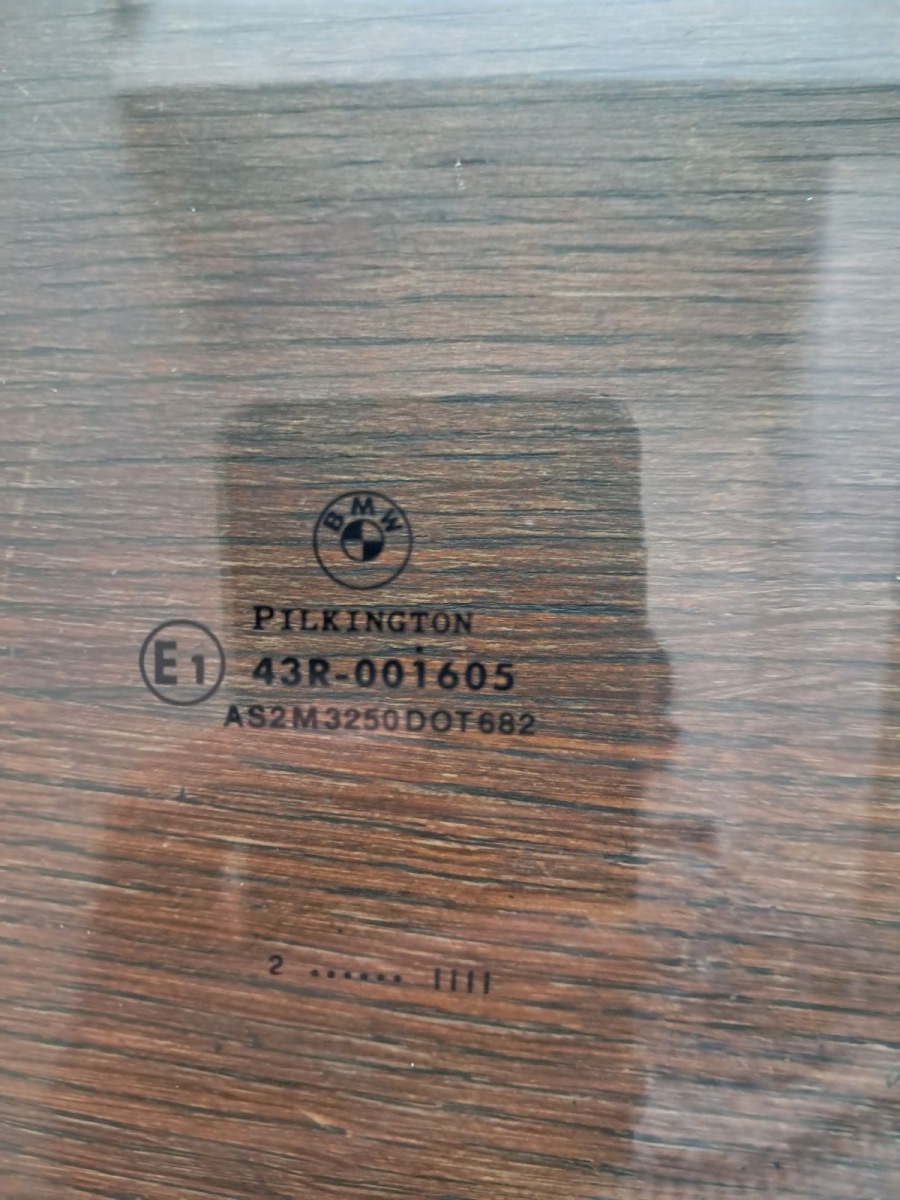 BMW
PILKINGTON
E1 43R-001605
AS2M3250DOT682
2 ...... IIII